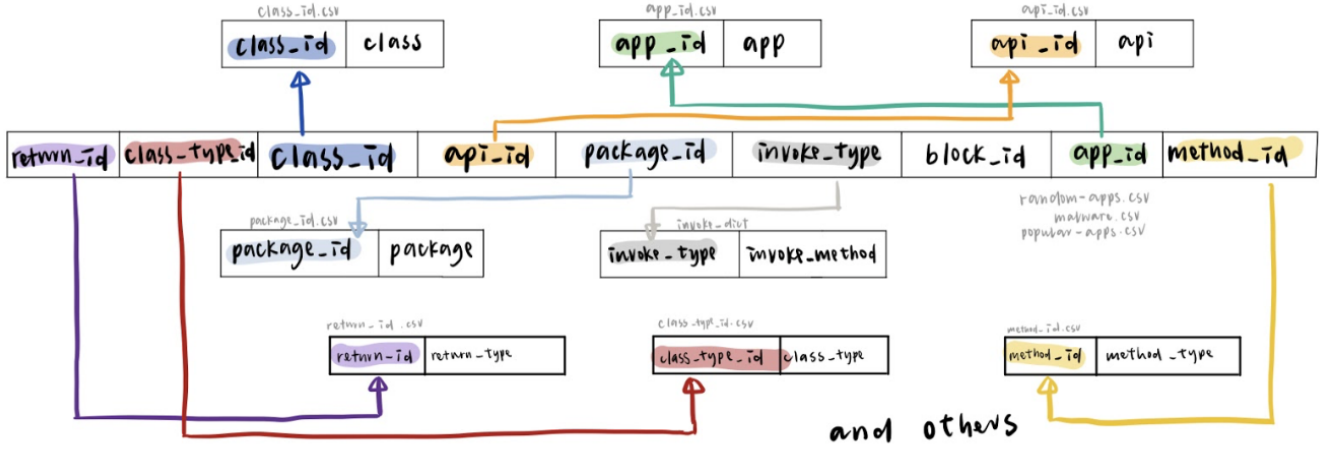 class_id.csv
app_id.csv
api_id.csv
class_id class
app_id app
api_id api
return_id class_type_id class_id api_id package_id invoke_type block_id app_id method_id
random-apps.csv
malware.csv
popular-apps.csv
package_id.csv
invoke_dict
package_id package
invoke_type invoke_method
return_id.csv
class_type_id.csv
method_id.csv
return_id return_type
class_type_id class_type
method_id method_type
and others